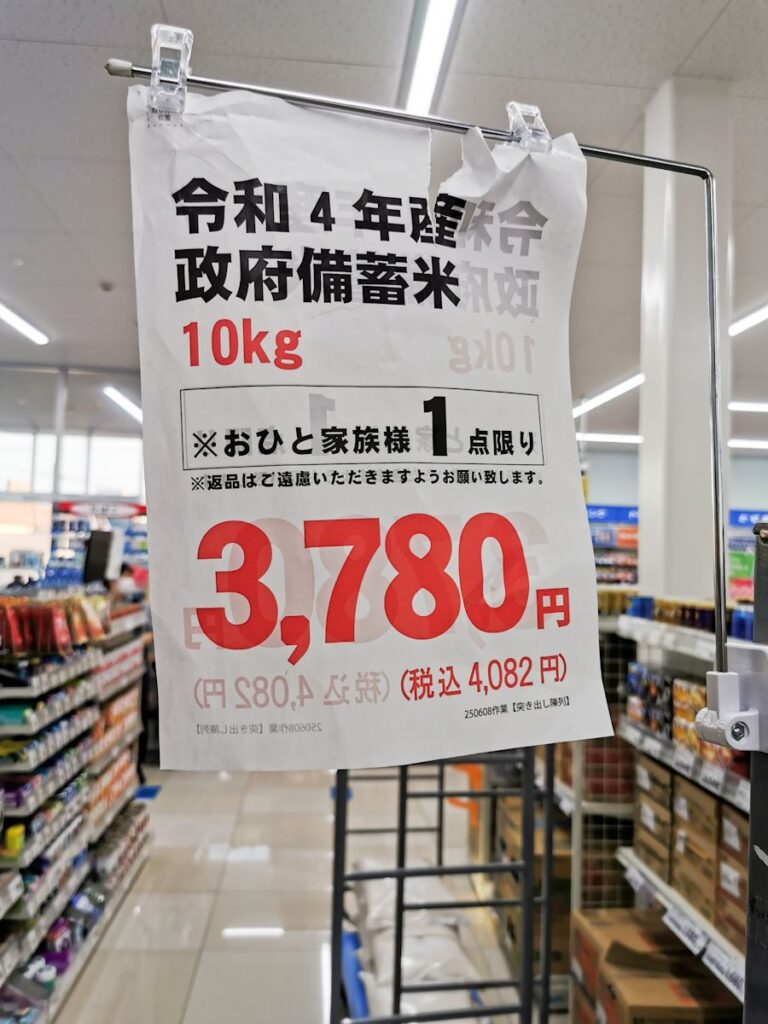 令和4年産
政府備蓄米
10kg
※おひと家族様1点限り
※返品はご遠慮いただきますようお願い致します。
3,780円
(税込4,082円)
250608作業【突き出し陳列】